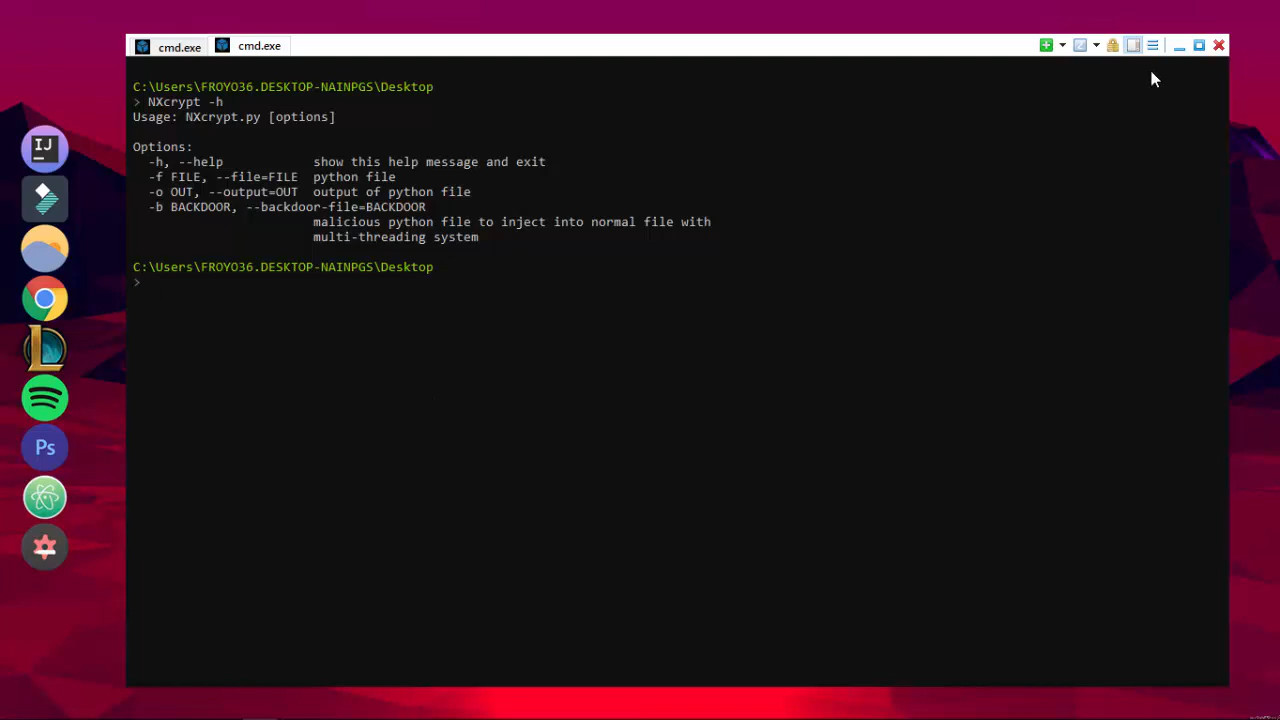 cmd.exe
cmd.exe
C:\Users\FROYO36.DESKTOP-NAINPGS\Desktop
> NXcrypt -h
Usage: NXcrypt.py [options]
Options:
-h, --help show this help message and exit
-f FILE, --file=FILE python file
-o OUT, --output=OUT output of python file
-b BACKDOOR, --backdoor-file=BACKDOOR
malicious python file to inject into normal file with
multi-threading system
C:\Users\FROYO36.DESKTOP-NAINPGS\Desktop
>
IJ
Ps